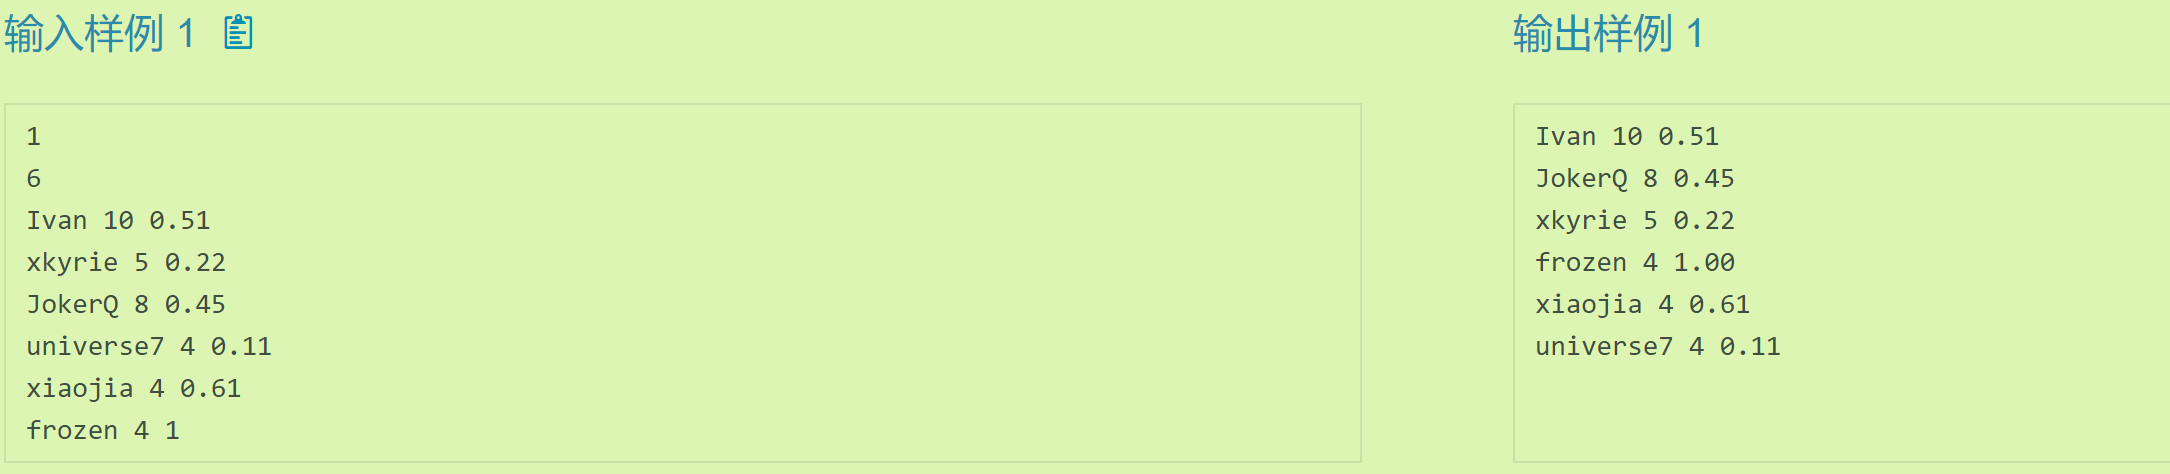 输入样例 1
1
6
Ivan 10 0.51
xkyrie 5 0.22
JokerQ 8 0.45
universe7 4 0.11
xiaojia 4 0.61
frozen 4 1
输出样例 1
Ivan 10 0.51
JokerQ 8 0.45
xkyrie 5 0.22
frozen 4 1.00
xiaojia 4 0.61
universe7 4 0.11